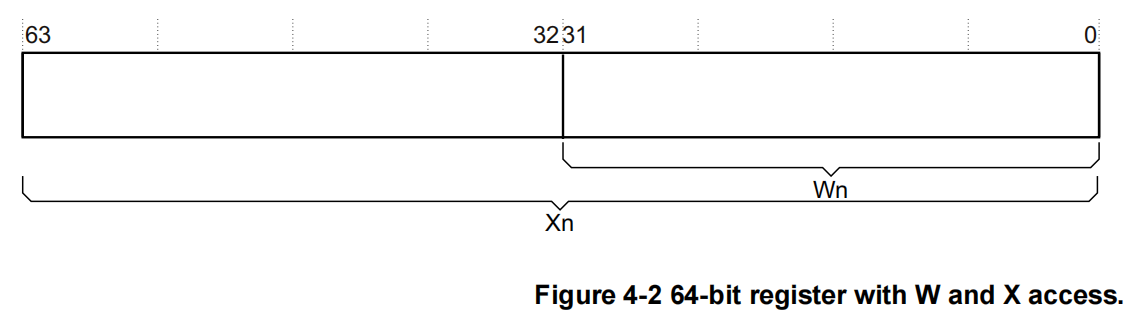 63 32 31 0
Wn
Xn
Figure 4-2 64-bit register with W and X access.